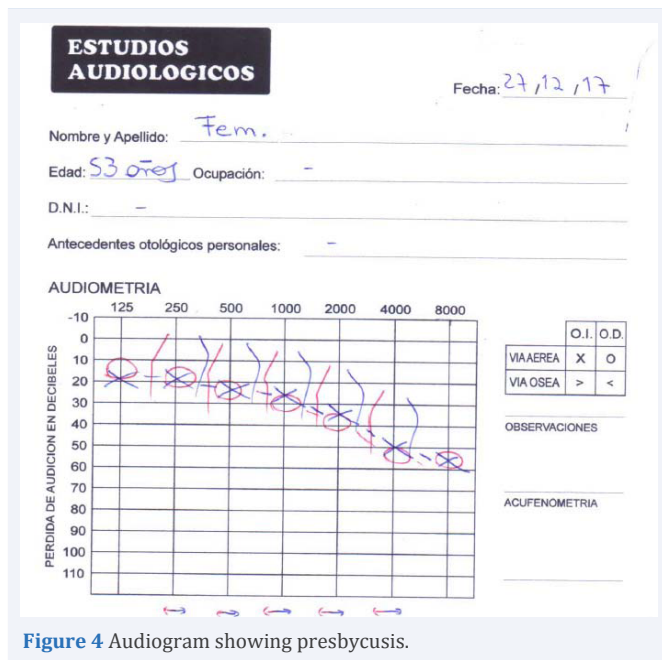 ESTUDIOS
AUDIOLOGICOS
Fecha: 27, 12, 17
Nombre y Apellido: Fem.
Edad: 53 años Ocupación: -
D.N.I.: -
Antecedentes otológicos personales: -
AUDIOMETRIA
125 250 500 1000 2000 4000 8000
-10
0
10
20
30
40
50
60
70
80
90
100
110
PERDIDA DE AUDICION EN DECIBELES
O.I. O.D.
VIA AEREA X O
VIA OSEA > <
OBSERVACIONES
ACUFENOMETRIA
Figure 4 Audiogram showing presbycusis.